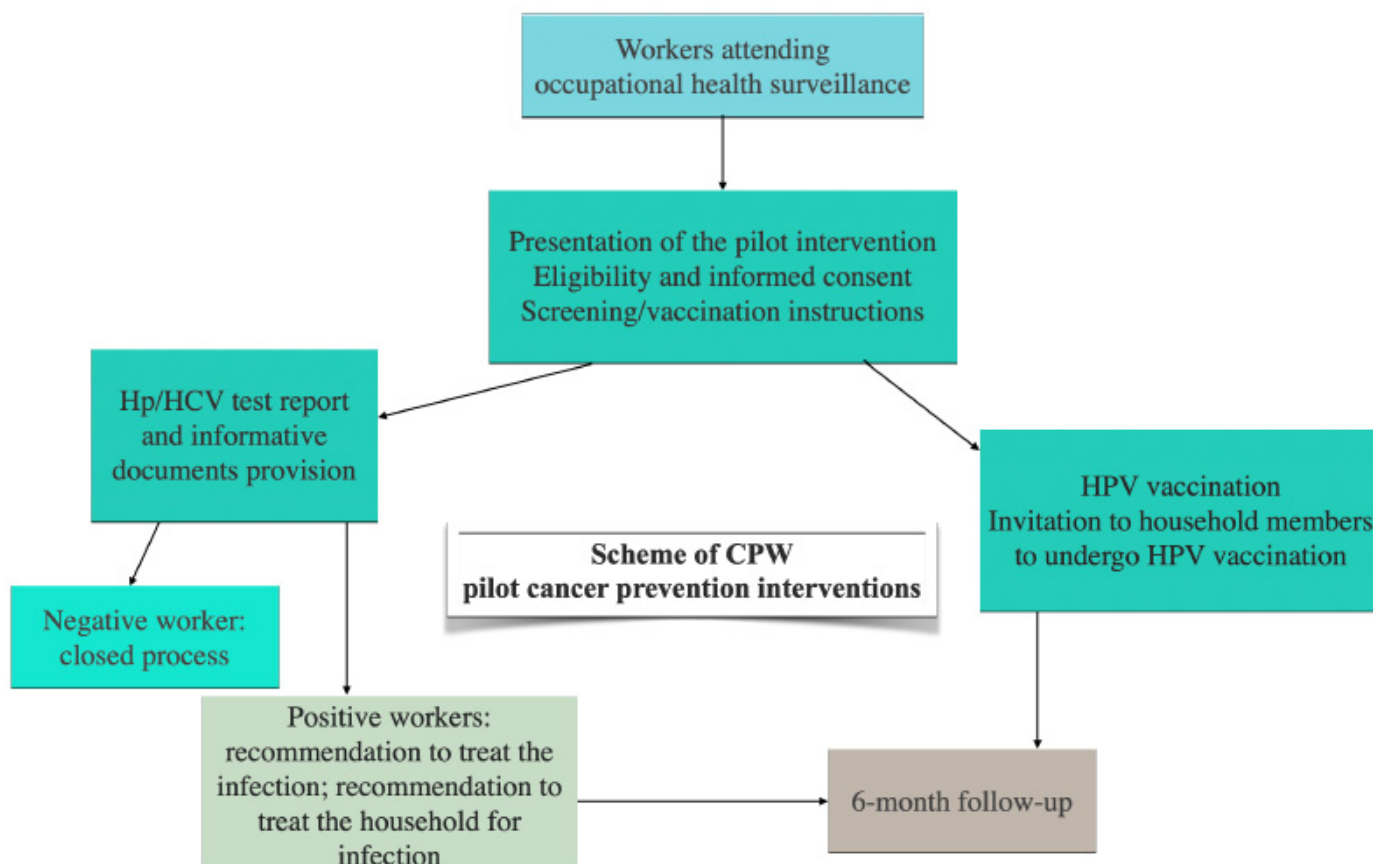 Workers attending
occupational health surveillance
Presentation of the pilot intervention
Eligibility and informed consent
Screening/vaccination instructions
Hp/HCV test report
and informative
documents provision
HPV vaccination
Invitation to household members
to undergo HPV vaccination
Scheme of CPW
pilot cancer prevention interventions
Negative worker:
closed process
Positive workers:
recommendation to treat the
infection; recommendation to
treat the household for
infection
6-month follow-up